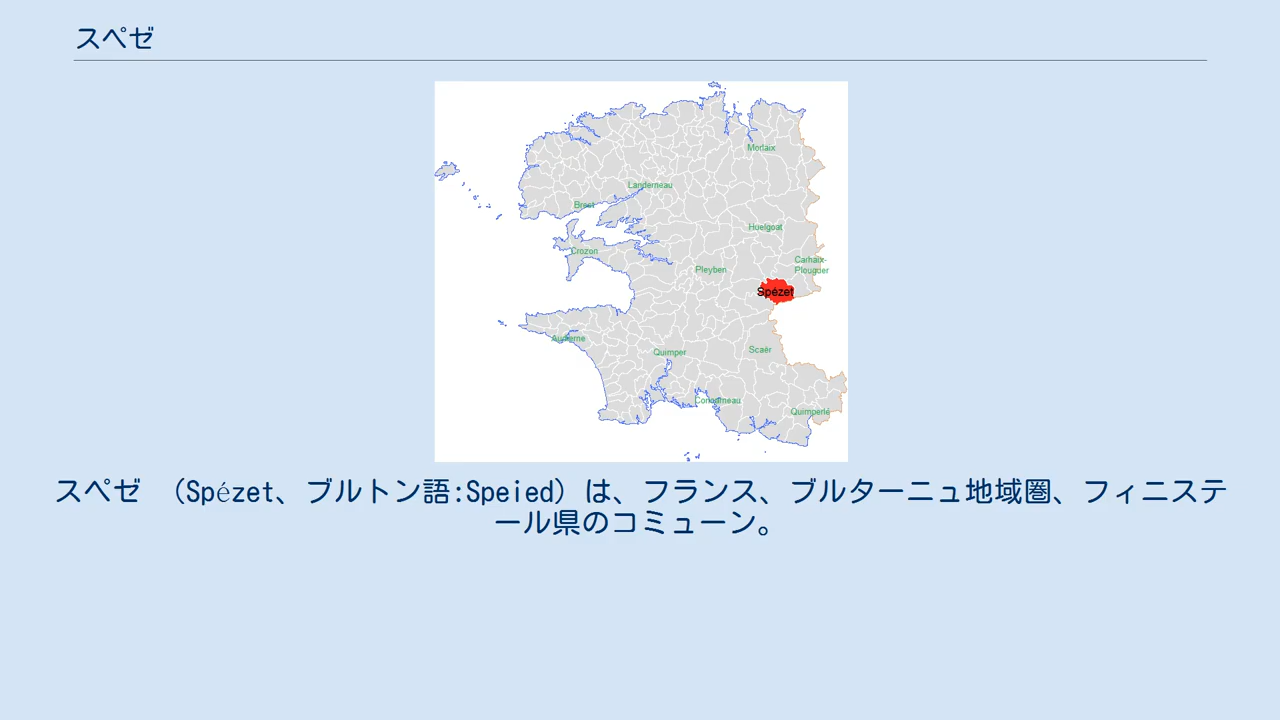 スペゼ
Morlaix
Landerneau
Brest
Huelgoat
Crozon
Carhaix-
Plouguer
Pleyben
Spézet
Audierne
Quimper
Scaër
Concarneau
Quimperlé
スペゼ （Spézet、ブルトン語:Speied）は、フランス、ブルターニュ地域圏、フィニステ
ール県のコミューン。